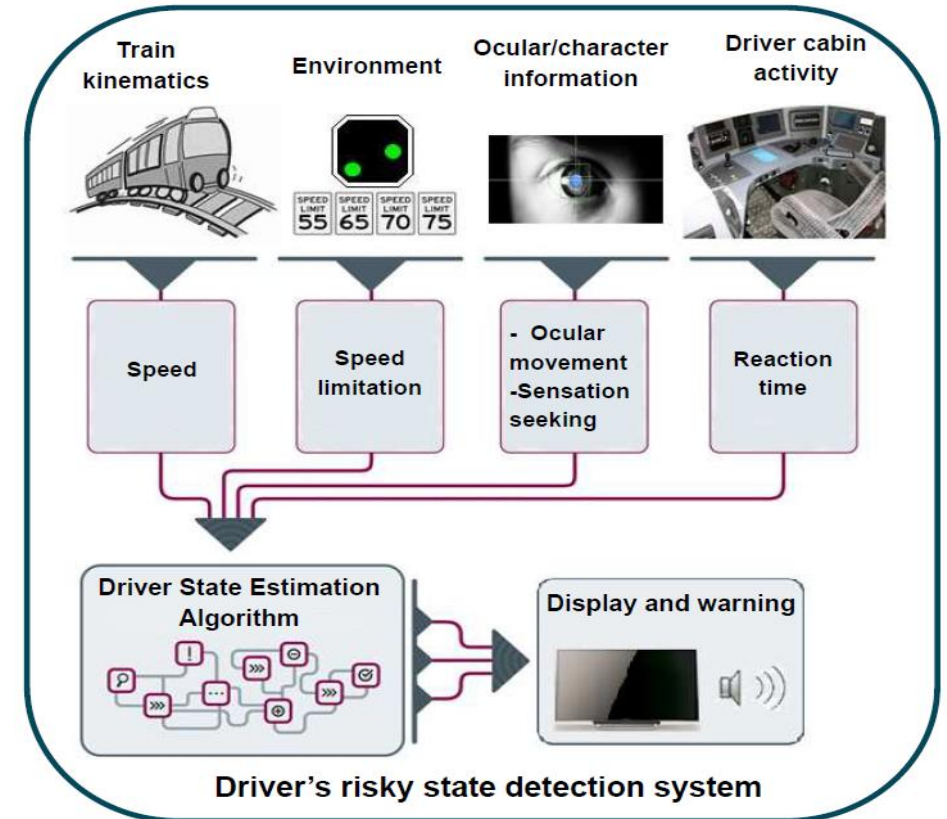 Train
kinematics
Environment
Ocular/character
information
Driver cabin
activity
SPEED
LIMIT
55
SPEED
LIMIT
65
SPEED
LIMIT
70
SPEED
LIMIT
75
Speed
Speed
limitation
- Ocular
movement
-Sensation
seeking
Reaction
time
Driver State Estimation
Algorithm
Display and warning
Driver's risky state detection system